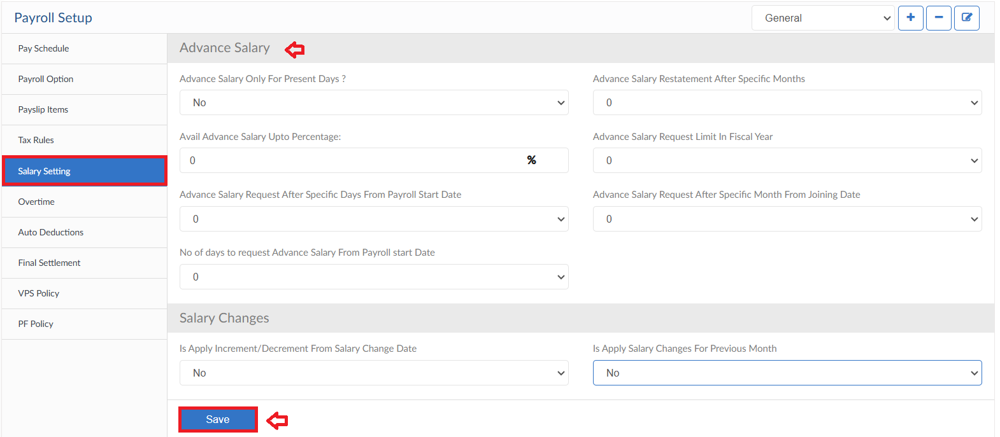 Payroll Setup
General
Pay Schedule
Payroll Option
Payslip Items
Tax Rules
Salary Setting
Overtime
Auto Deductions
Final Settlement
VPS Policy
PF Policy
Advance Salary
Advance Salary Only For Present Days ?
No
Advance Salary Restatement After Specific Months
0
Avail Advance Salary Upto Percentage:
0 %
Advance Salary Request Limit In Fiscal Year
0
Advance Salary Request After Specific Days From Payroll Start Date
0
Advance Salary Request After Specific Month From Joining Date
0
No of days to request Advance Salary From Payroll start Date
0
Salary Changes
Is Apply Increment/Decrement From Salary Change Date
No
Is Apply Salary Changes For Previous Month
No
Save